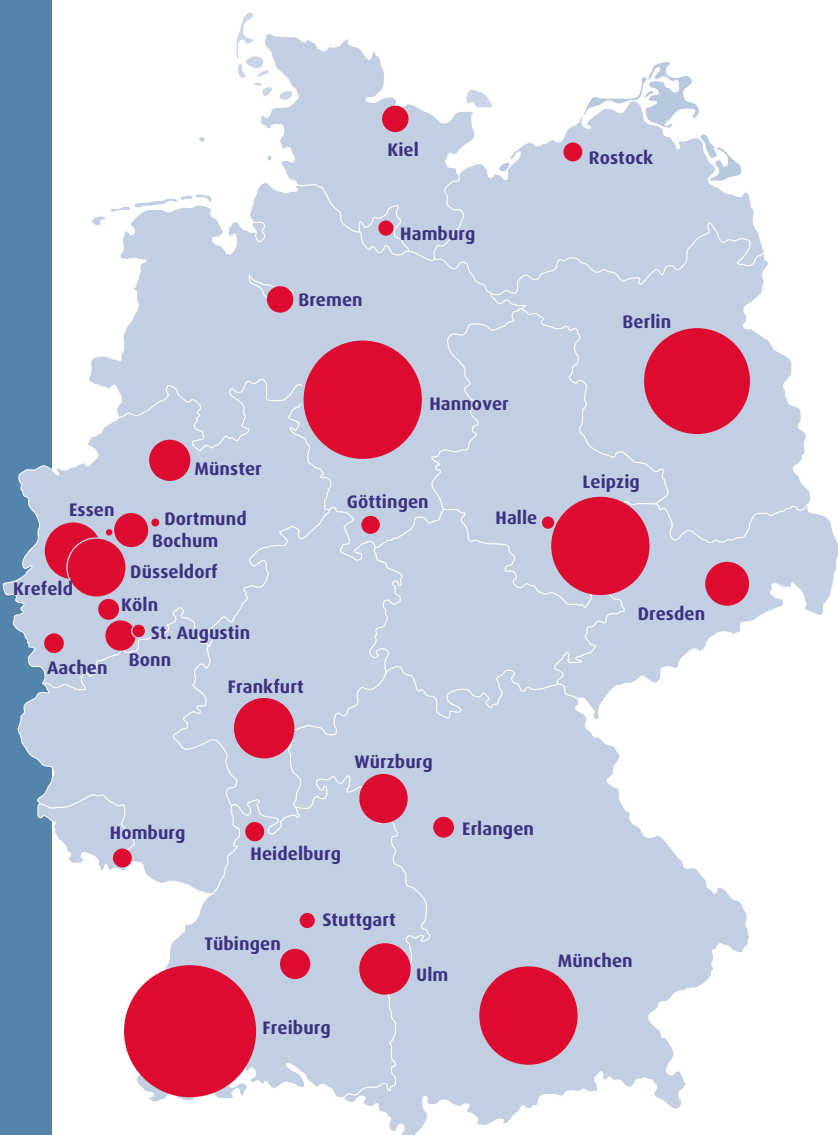 Kiel
Rostock
Hamburg
Bremen
Berlin
Hannover
Münster
Leipzig
Göttingen
Essen
Halle
Dortmund
Bochum
Düsseldorf
Krefeld
Köln
Dresden
St. Augustin
Bonn
Aachen
Frankfurt
Würzburg
Erlangen
Homburg
Heidelburg
Stuttgart
Tübingen
München
Ulm
Freiburg